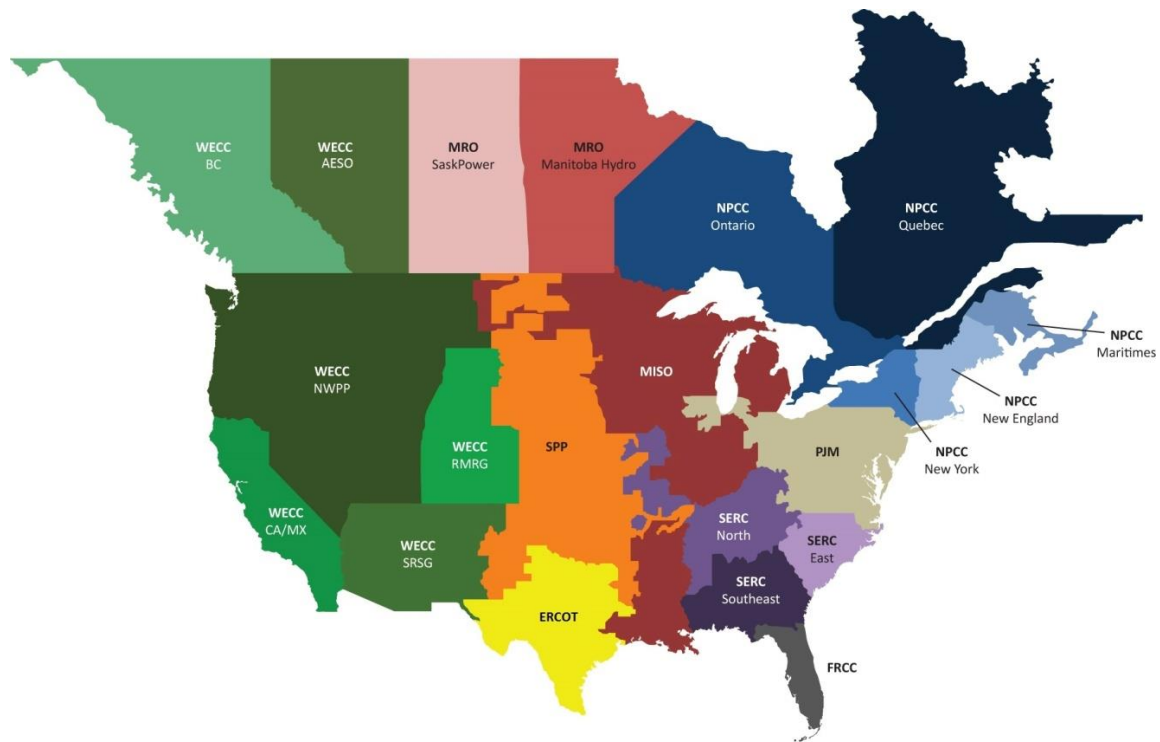 WECC
BC
WECC
AESO
MRO
SaskPower
MRO
Manitoba Hydro
NPCC
Ontario
NPCC
Quebec
NPCC
Maritimes
WECC
NWPP
MISO
NPCC
New England
WECC
RMRG
SPP
PJM
NPCC
New York
WECC
CA/MX
WECC
SRSG
SERC
North
SERC
East
SERC
Southeast
ERCOT
FRCC